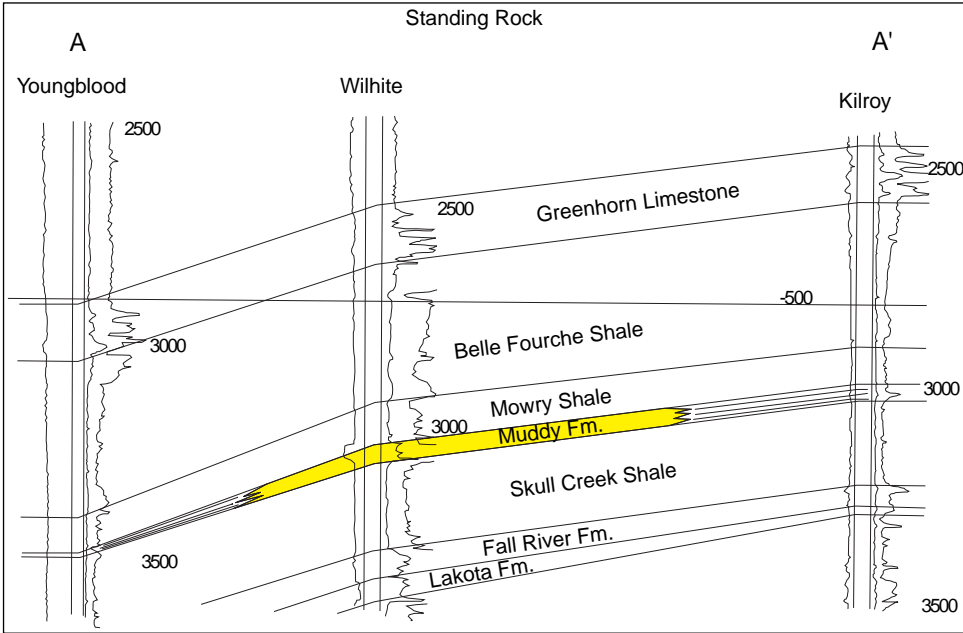 Standing Rock
A
A'
Youngblood
Wilhite
Kilroy
2500
2500
2500
Greenhorn Limestone
-500
3000
Belle Fourche Shale
3000
Mowry Shale
3000
Muddy Fm.
Skull Creek Shale
3500
Fall River Fm.
Lakota Fm.
3500